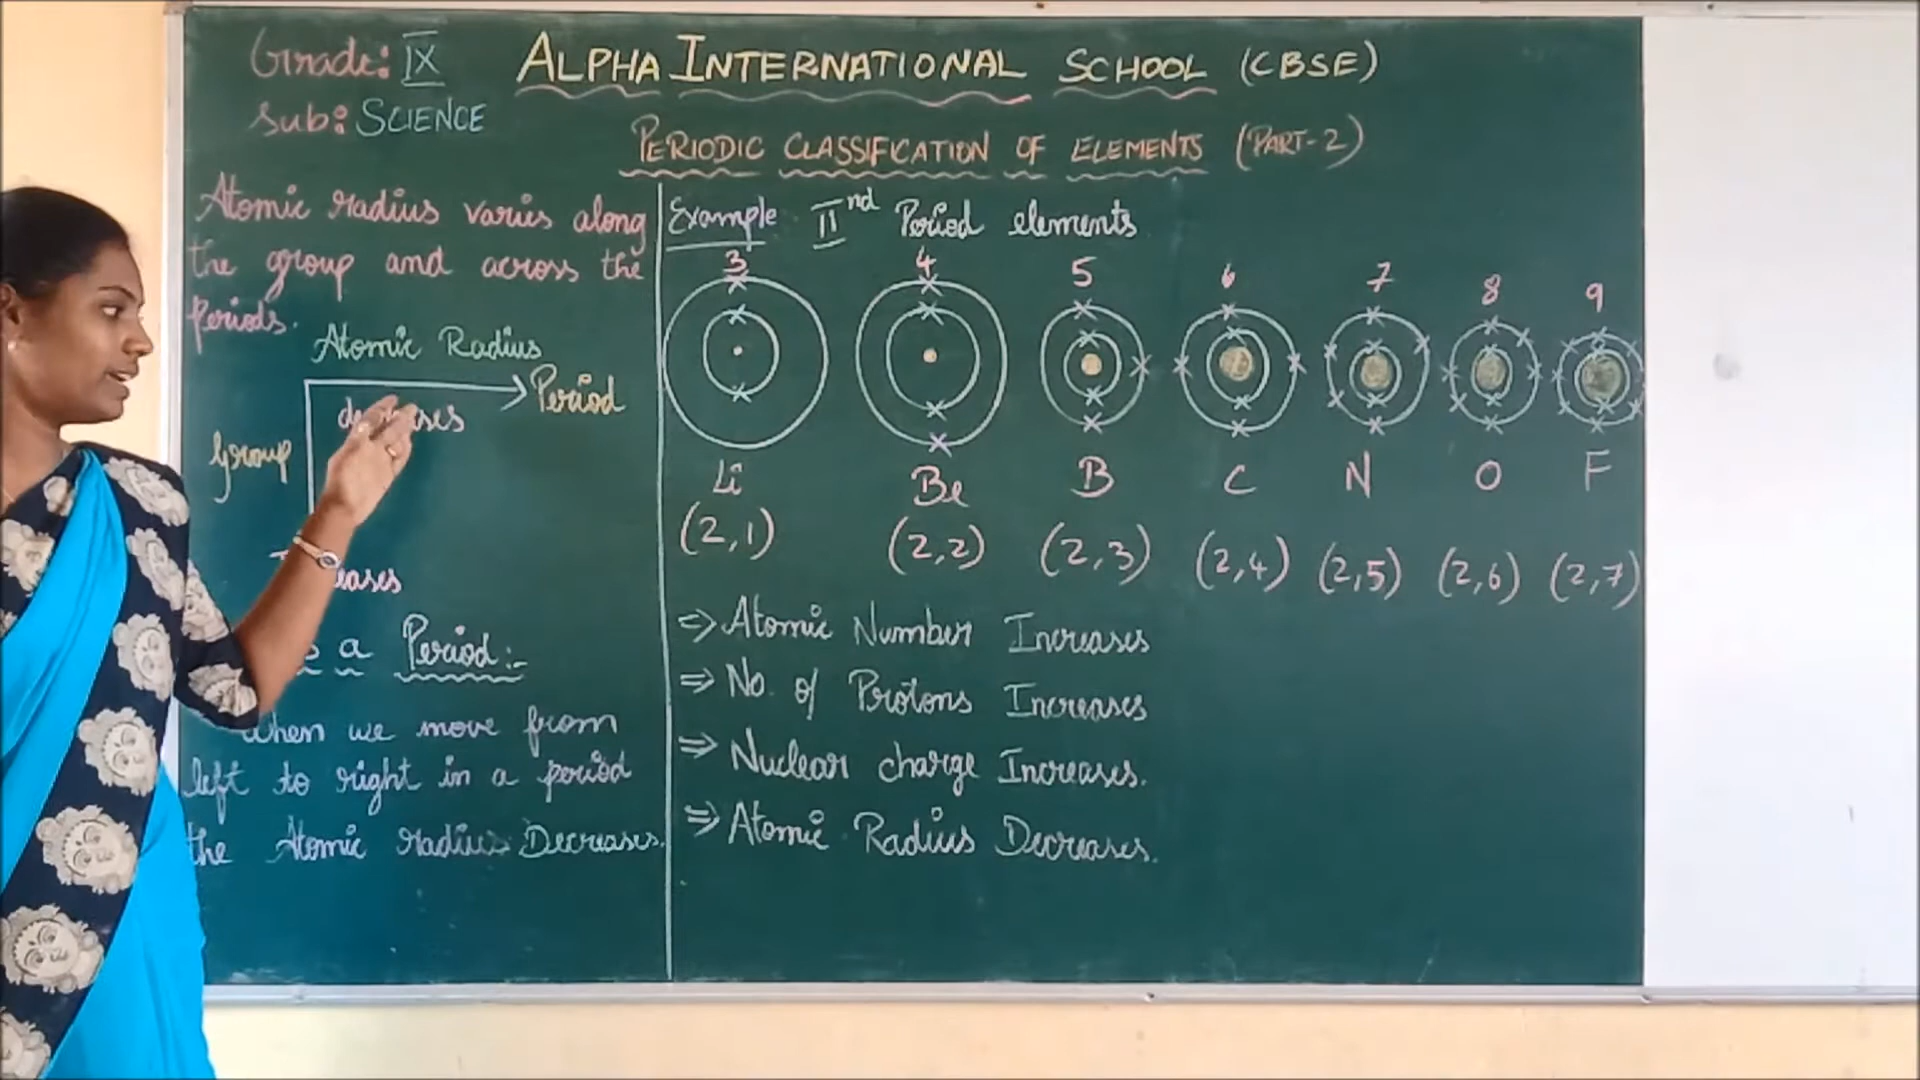 Grade: IX
Sub: SCIENCE
ALPHA INTERNATIONAL SCHOOL (CBSE)
PERIODIC CLASSIFICATION OF ELEMENTS (PART-2)
Atomic radius varies along
the group and across the
Periods.
Atomic Radius
Period
Group
a Period:-
When we move from
left to right in a period
the Atomic radius Decreases.
Example IInd Period elements
3 4 5 6 7 8 9
Li Be B C N O F
(2,1) (2,2) (2,3) (2,4) (2,5) (2,6) (2,7)
⇒ Atomic Number Increases
⇒ No. of Protons Increases
⇒ Nuclear charge Increases.
⇒ Atomic Radius Decreases.